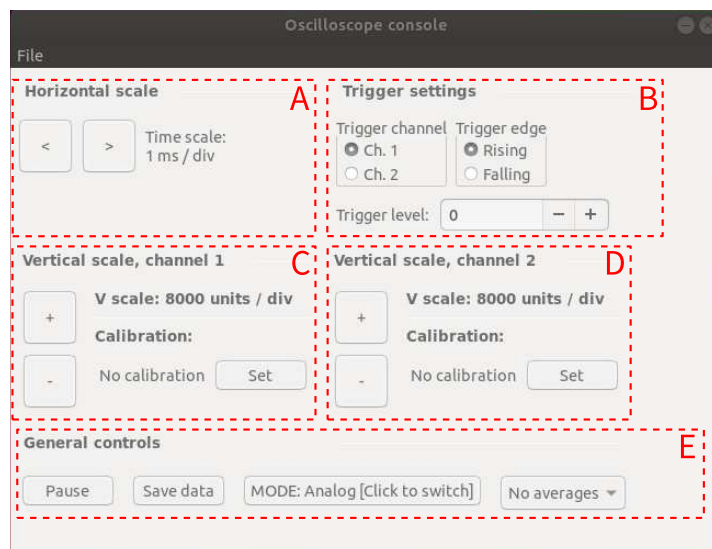 Oscilloscope console
File
Horizontal scale
A
< > Time scale:
1 ms / div
Trigger settings
B
Trigger channel Trigger edge
Ch. 1 Rising
Ch. 2 Falling
Trigger level: 0 − +
Vertical scale, channel 1
C
+ V scale: 8000 units / div
Calibration:
- No calibration Set
Vertical scale, channel 2
D
+ V scale: 8000 units / div
Calibration:
- No calibration Set
General controls
E
Pause Save data MODE: Analog [Click to switch] No averages